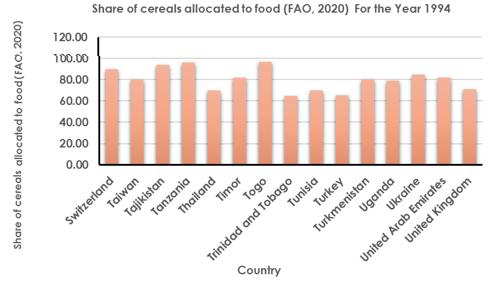 Share of cereals allocated to food (FAO, 2020)  For the Year 1994
Share of cereals allocated to food (FAO, 2020)
120.00
100.00
80.00
60.00
40.00
20.00
0.00
Switzerland
Taiwan
Tajikistan
Tanzania
Thailand
Timor
Togo
Trinidad and Tobago
Tunisia
Turkey
Turkmenistan
Uganda
Ukraine
United Arab Emirates
United Kingdom
Country